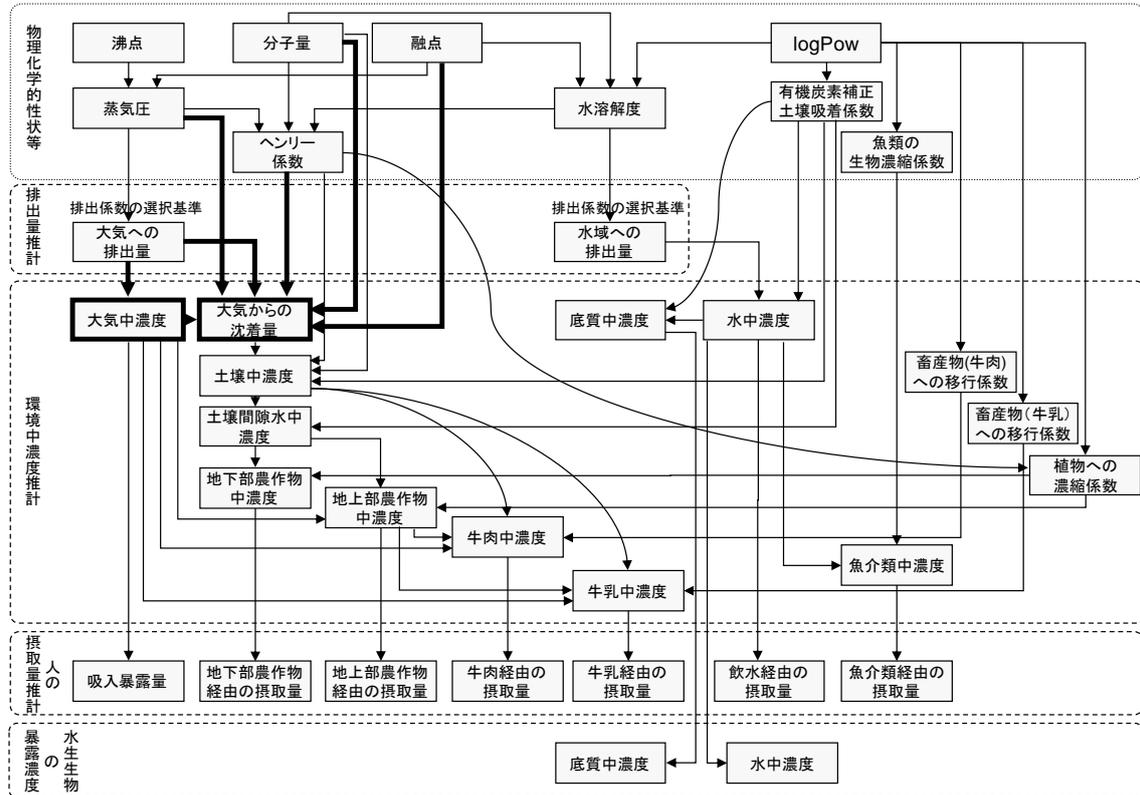 物理化学的性状等
沸点
分子量
融点
logPow
蒸気圧
水溶解度
有機炭素補正
土壌吸着係数
ヘンリー
係数
魚類の
生物濃縮係数
排出量推計
排出係数の選択基準
大気への
排出量
排出係数の選択基準
水域への
排出量
環境中濃度推計
大気中濃度
大気からの
沈着量
底質中濃度
水中濃度
土壌中濃度
畜産物(牛肉)
への移行係数
土壌間隙水中
濃度
畜産物(牛乳)
への移行係数
地下部農作物
中濃度
植物への
濃縮係数
地上部農作物
中濃度
牛肉中濃度
魚介類中濃度
牛乳中濃度
人の
摂取量推計
吸入暴露量
地下部農作物
経由の摂取量
地上部農作物
経由の摂取量
牛肉経由の
摂取量
牛乳経由の
摂取量
飲水経由の
摂取量
魚介類経由の
摂取量
水生生物
の
暴露濃度
底質中濃度
水中濃度